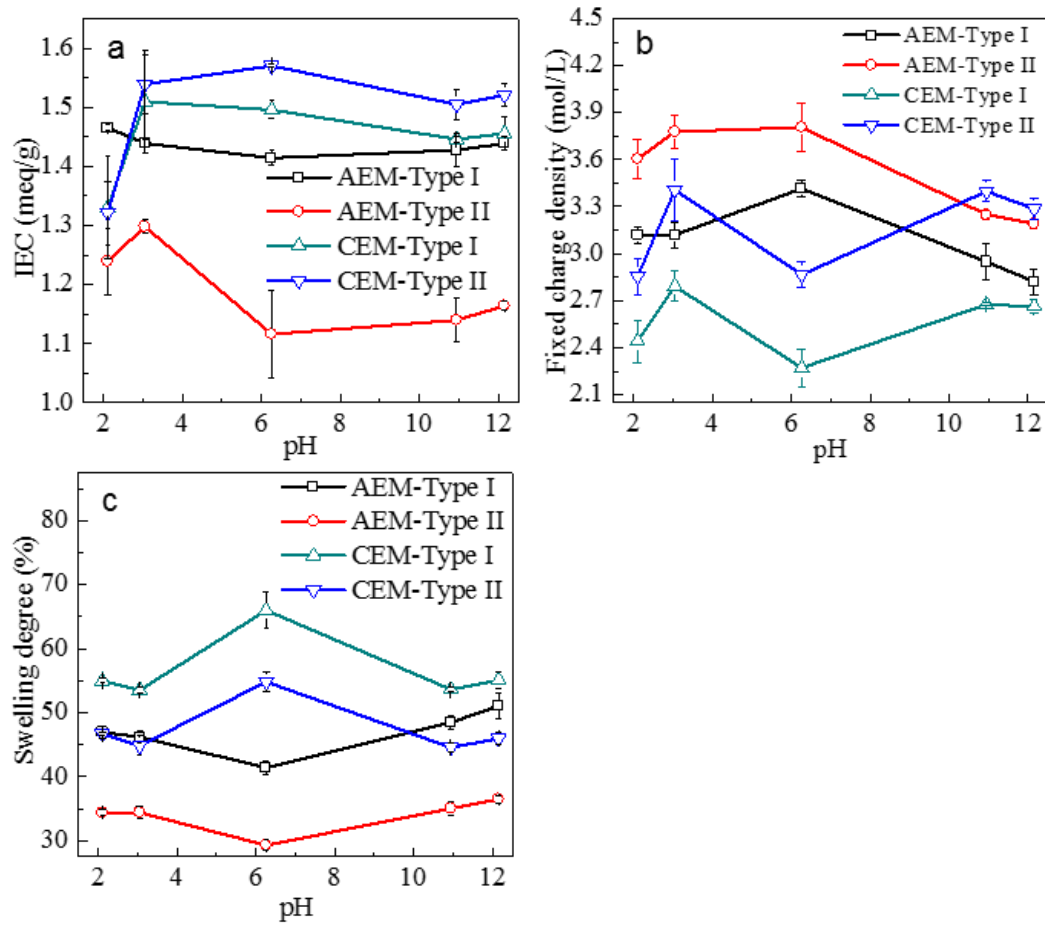 a
IEC (meq/g)
1.6
1.5
1.4
1.3
1.2
1.1
1.0
AEM-Type I
AEM-Type II
CEM-Type I
CEM-Type II
2 4 6 8 10 12
pH
b
Fixed charge density (mol/L)
4.5
4.2
3.9
3.6
3.3
3.0
2.7
2.4
2.1
AEM-Type I
AEM-Type II
CEM-Type I
CEM-Type II
2 4 6 8 10 12
pH
c
Swelling degree (%)
80
70
60
50
40
30
AEM-Type I
AEM-Type II
CEM-Type I
CEM-Type II
2 4 6 8 10 12
pH